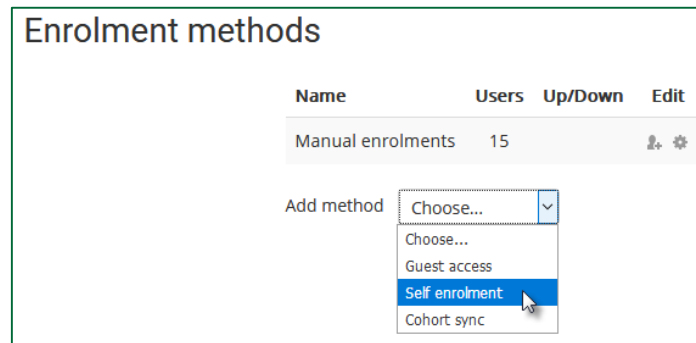 Enrolment methods
Name Users Up/Down Edit
Manual enrolments 15
Add method Choose...
Choose...
Guest access
Self enrolment
Cohort sync